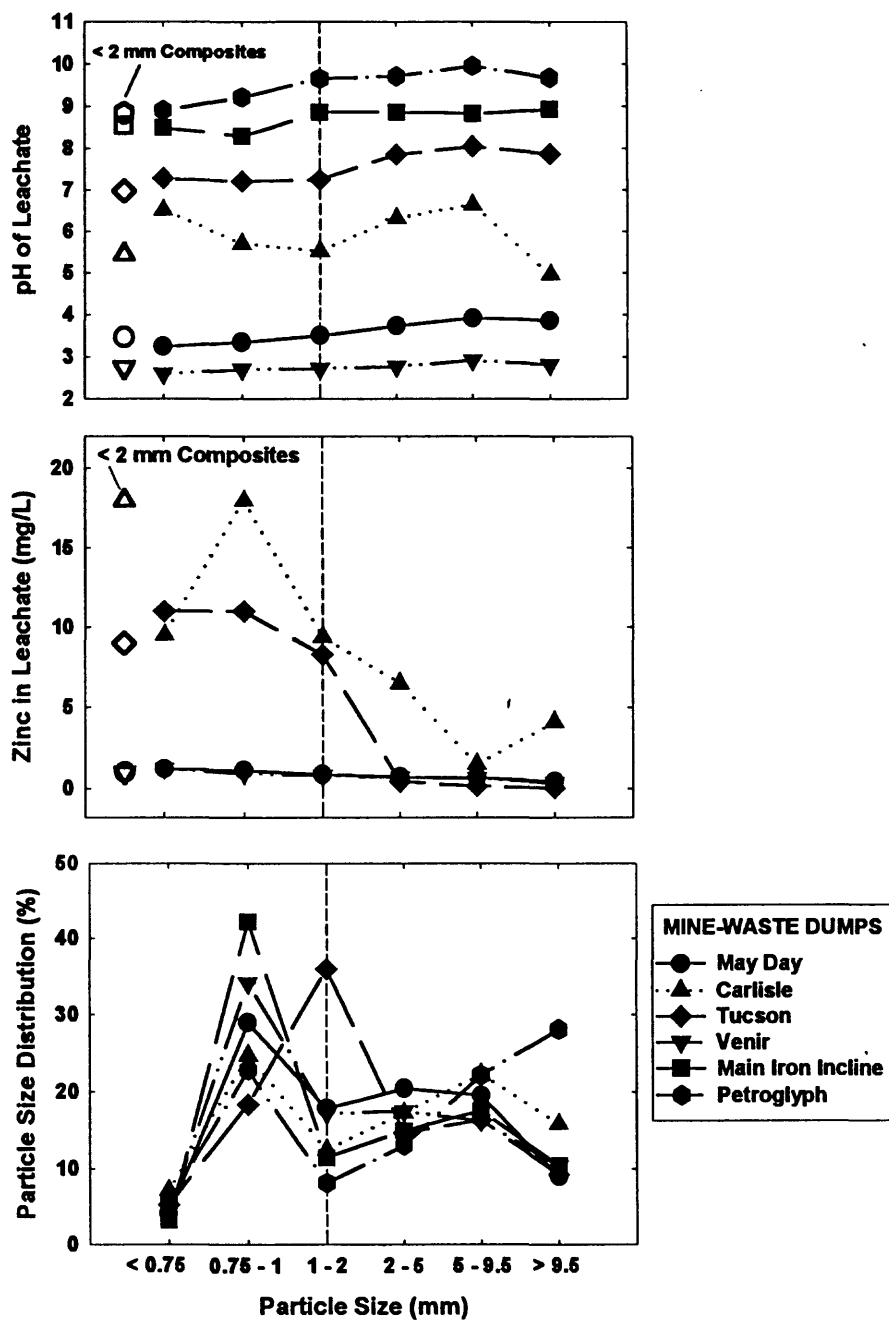 11
10
9
8
7
6
5
4
3
2
pH of Leachate
< 2 mm Composites
20
15
10
5
0
Zinc in Leachate (mg/L)
< 2 mm Composites
50
40
30
20
10
0
Particle Size Distribution (%)
< 0.75 0.75 - 1 1 - 2 2 - 5 5 - 9.5 > 9.5
Particle Size (mm)
MINE-WASTE DUMPS
May Day
Carlisle
Tucson
Venir
Main Iron Incline
Petroglyph